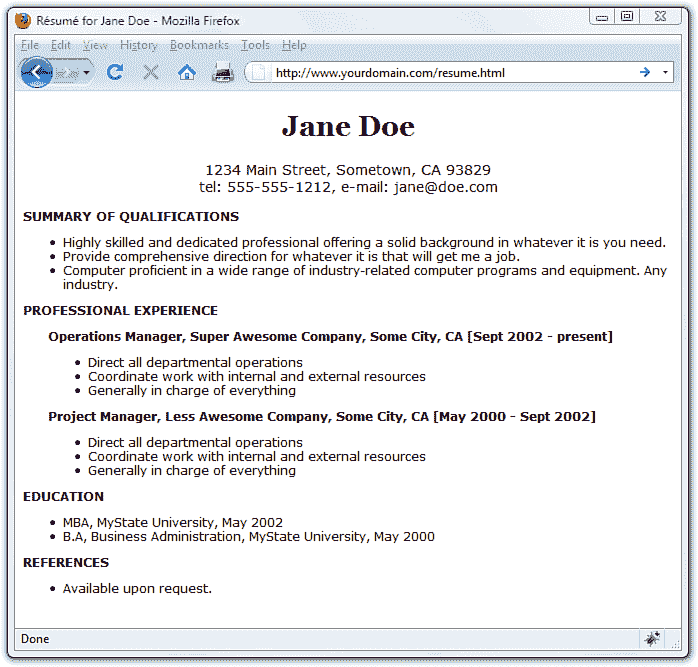 Résumé for Jane Doe - Mozilla Firefox
File Edit View History Bookmarks Tools Help
http://www.yourdomain.com/resume.html
Jane Doe
1234 Main Street, Sometown, CA 93829
tel: 555-555-1212, e-mail: jane@doe.com
SUMMARY OF QUALIFICATIONS
• Highly skilled and dedicated professional offering a solid background in whatever it is you need.
• Provide comprehensive direction for whatever it is that will get me a job.
• Computer proficient in a wide range of industry-related computer programs and equipment. Any
industry.
PROFESSIONAL EXPERIENCE
Operations Manager, Super Awesome Company, Some City, CA [Sept 2002 - present]
• Direct all departmental operations
• Coordinate work with internal and external resources
• Generally in charge of everything
Project Manager, Less Awesome Company, Some City, CA [May 2000 - Sept 2002]
• Direct all departmental operations
• Coordinate work with internal and external resources
• Generally in charge of everything
EDUCATION
• MBA, MyState University, May 2002
• B.A, Business Administration, MyState University, May 2000
REFERENCES
• Available upon request.
Done